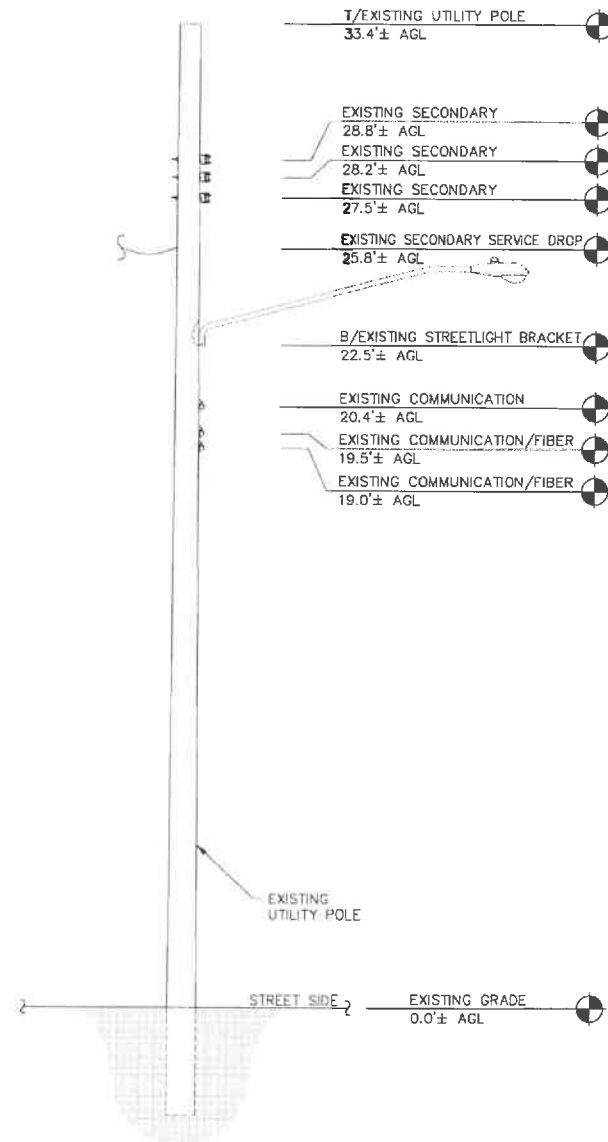 T/EXISTING UTILITY POLE
33.4'± AGL
EXISTING SECONDARY
28.8'± AGL
EXISTING SECONDARY
28.2'± AGL
EXISTING SECONDARY
27.5'± AGL
EXISTING SECONDARY SERVICE DROP
25.8'± AGL
B/EXISTING STREETLIGHT BRACKET
22.5'± AGL
EXISTING COMMUNICATION
20.4'± AGL
EXISTING COMMUNICATION/FIBER
19.5'± AGL
EXISTING COMMUNICATION/FIBER
19.0'± AGL
EXISTING
UTILITY POLE
STREET SIDE
EXISTING GRADE
0.0'± AGL